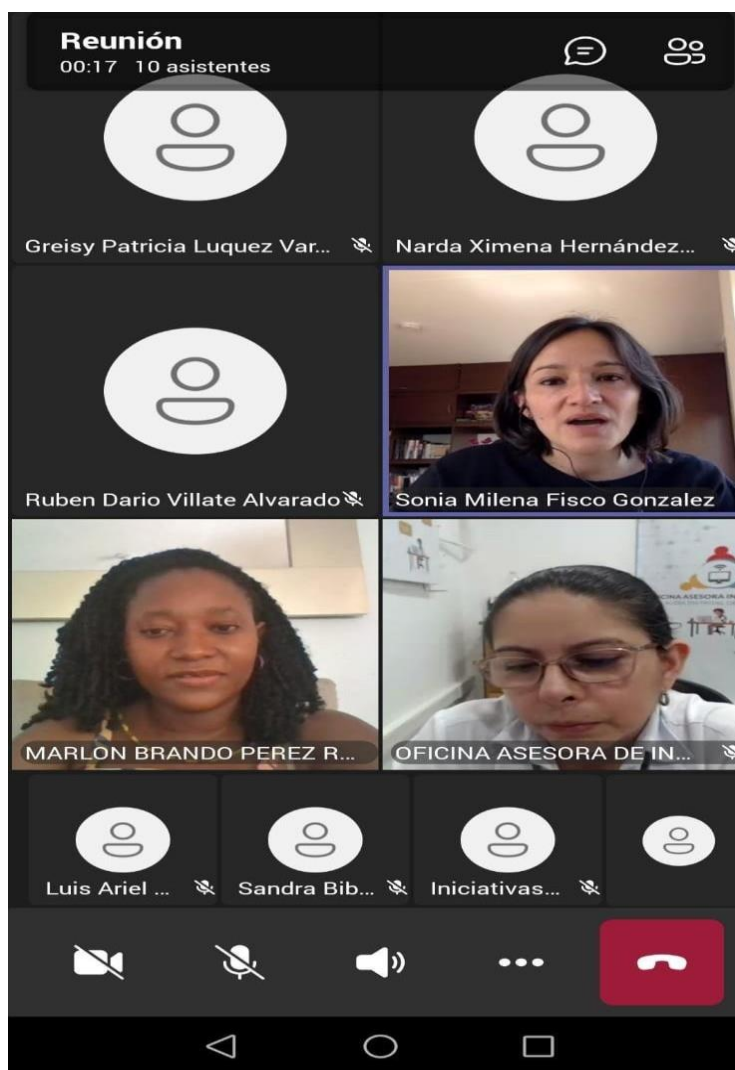 Reunión
00:17 10 asistentes
Greisy Patricia Luquez Var...
Narda Ximena Hernández...
Ruben Dario Villate Alvarado
Sonia Milena Fisco Gonzalez
MARLON BRANDO PEREZ R...
OFICINA ASESORA DE IN...
Luis Ariel ...
Sandra Bib...
Iniciativas...